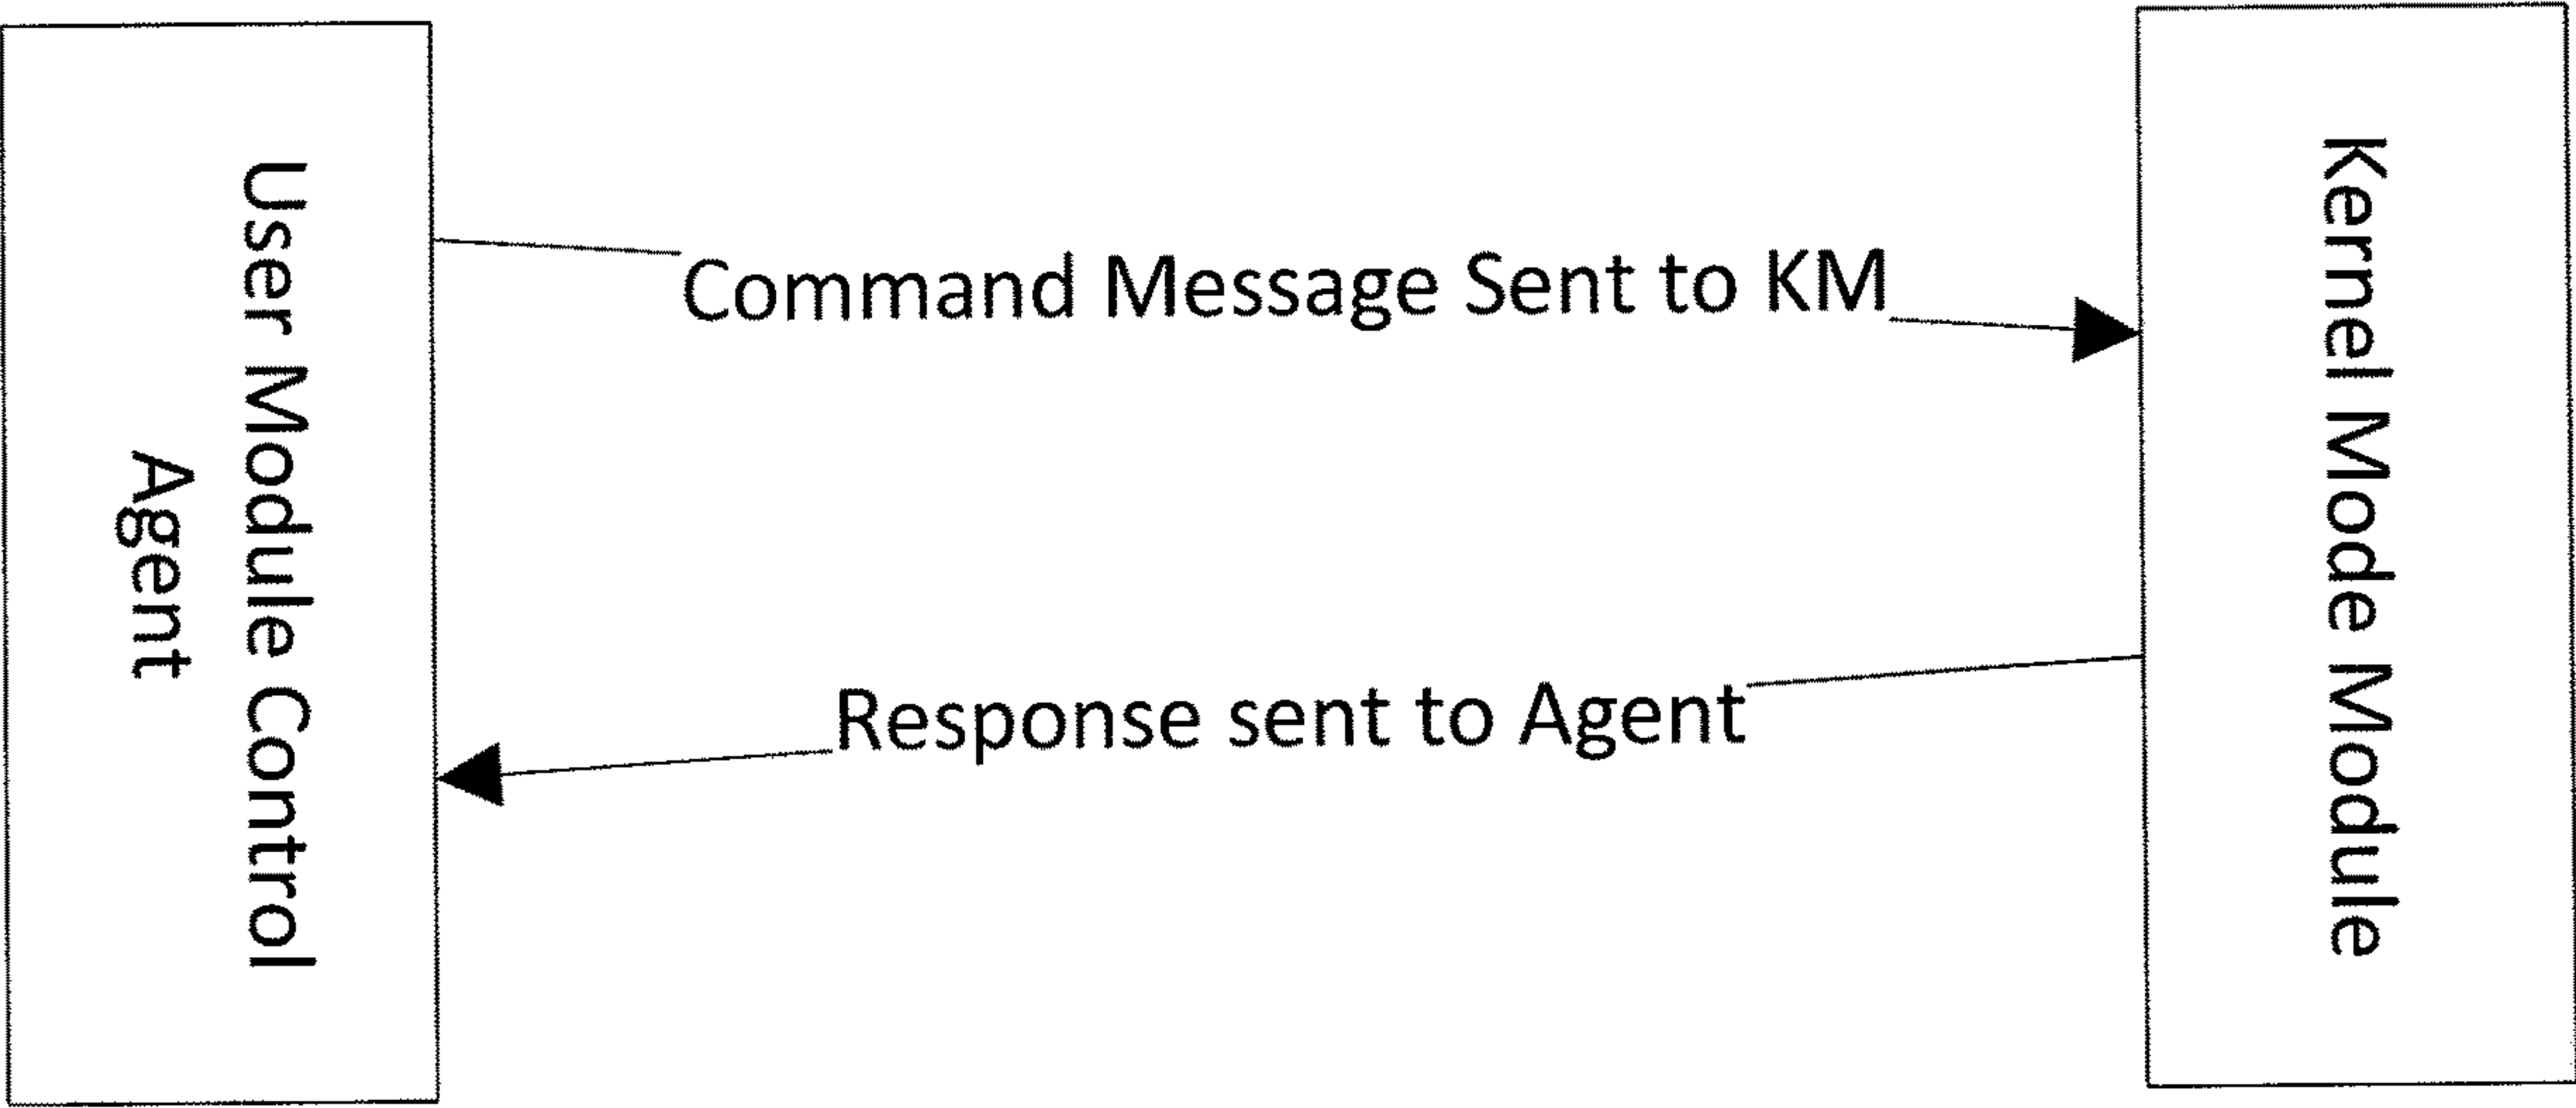 User Module Control
Agent
Command Message Sent to KM
Response sent to Agent
Kernel Mode Module